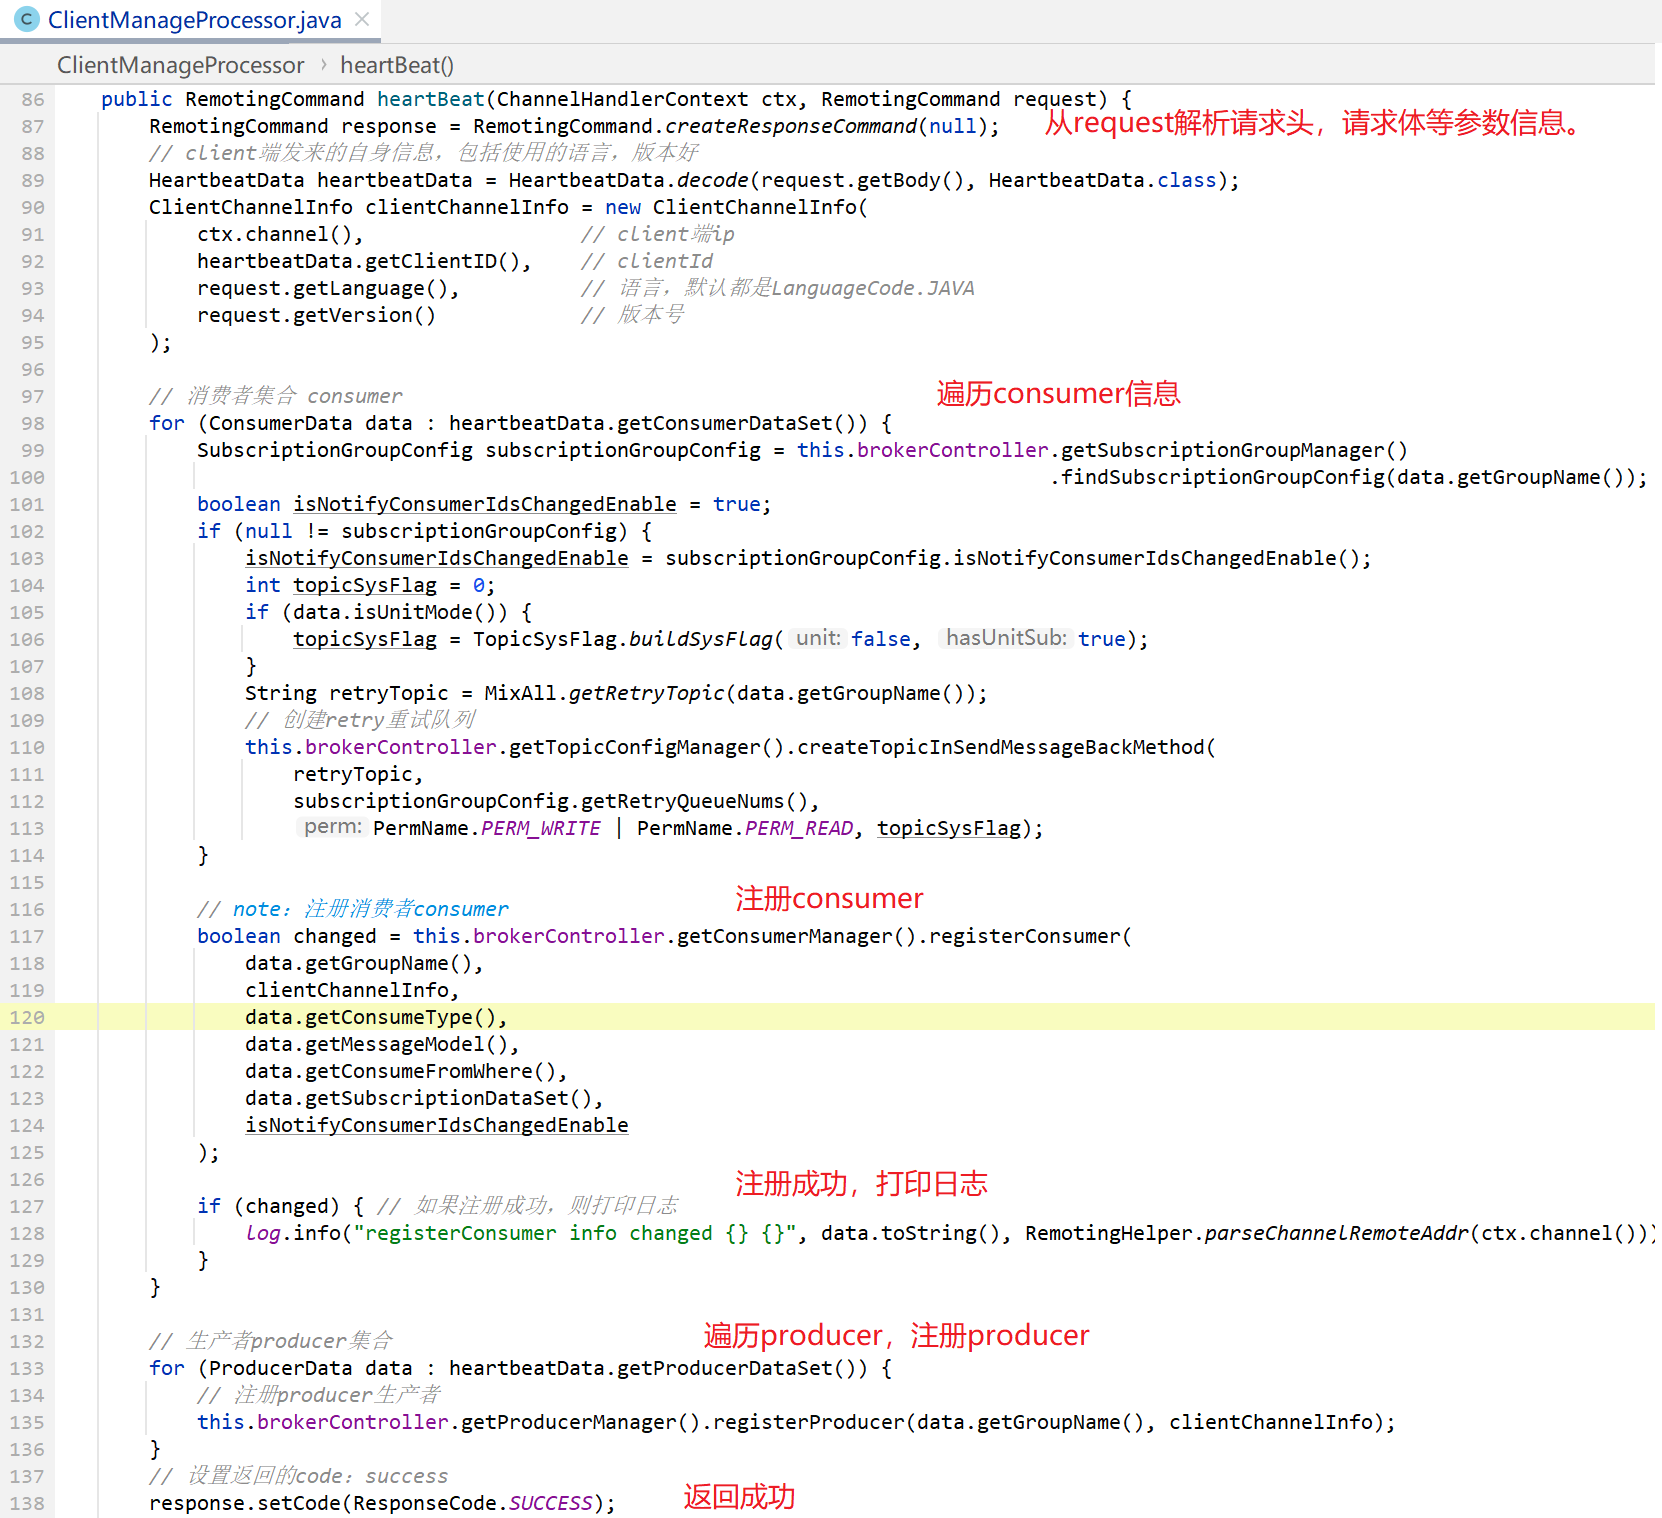 C ClientManageProcessor.java ×
ClientManageProcessor › heartBeat()
86 public RemotingCommand heartBeat(ChannelHandlerContext ctx, RemotingCommand request) {
87 RemotingCommand response = RemotingCommand.createResponseCommand(null); 从request解析请求头，请求体等参数信息。
88 // client端发来的自身信息，包括使用的语言，版本好
89 HeartbeatData heartbeatData = HeartbeatData.decode(request.getBody(), HeartbeatData.class);
90 ClientChannelInfo clientChannelInfo = new ClientChannelInfo(
91 ctx.channel(), // client端ip
92 heartbeatData.getClientID(), // clientId
93 request.getLanguage(), // 语言，默认都是LanguageCode.JAVA
94 request.getVersion() // 版本号
95 );
96
97 // 消费者集合 consumer 遍历consumer信息
98 for (ConsumerData data : heartbeatData.getConsumerDataSet()) {
99 SubscriptionGroupConfig subscriptionGroupConfig = this.brokerController.getSubscriptionGroupManager()
100 .findSubscriptionGroupConfig(data.getGroupName());
101 boolean isNotifyConsumerIdsChangedEnable = true;
102 if (null != subscriptionGroupConfig) {
103 isNotifyConsumerIdsChangedEnable = subscriptionGroupConfig.isNotifyConsumerIdsChangedEnable();
104 int topicSysFlag = 0;
105 if (data.isUnitMode()) {
106 topicSysFlag = TopicSysFlag.buildSysFlag( unit: false, hasUnitSub: true);
107 }
108 String retryTopic = MixAll.getRetryTopic(data.getGroupName());
109 // 创建retry重试队列
110 this.brokerController.getTopicConfigManager().createTopicInSendMessageBackMethod(
111 retryTopic,
112 subscriptionGroupConfig.getRetryQueueNums(),
113 perm: PermName.PERM_WRITE | PermName.PERM_READ, topicSysFlag);
114 }
115
116 // note：注册消费者consumer 注册consumer
117 boolean changed = this.brokerController.getConsumerManager().registerConsumer(
118 data.getGroupName(),
119 clientChannelInfo,
120 data.getConsumeType(),
121 data.getMessageModel(),
122 data.getConsumeFromWhere(),
123 data.getSubscriptionDataSet(),
124 isNotifyConsumerIdsChangedEnable
125 );
126 注册成功，打印日志
127 if (changed) { // 如果注册成功，则打印日志
128 log.info("registerConsumer info changed {} {}", data.toString(), RemotingHelper.parseChannelRemoteAddr(ctx.channel()))
129 }
130 }
131
132 // 生产者producer集合 遍历producer，注册producer
133 for (ProducerData data : heartbeatData.getProducerDataSet()) {
134 // 注册producer生产者
135 this.brokerController.getProducerManager().registerProducer(data.getGroupName(), clientChannelInfo);
136 }
137 // 设置返回的code：success
138 response.setCode(ResponseCode.SUCCESS); 返回成功